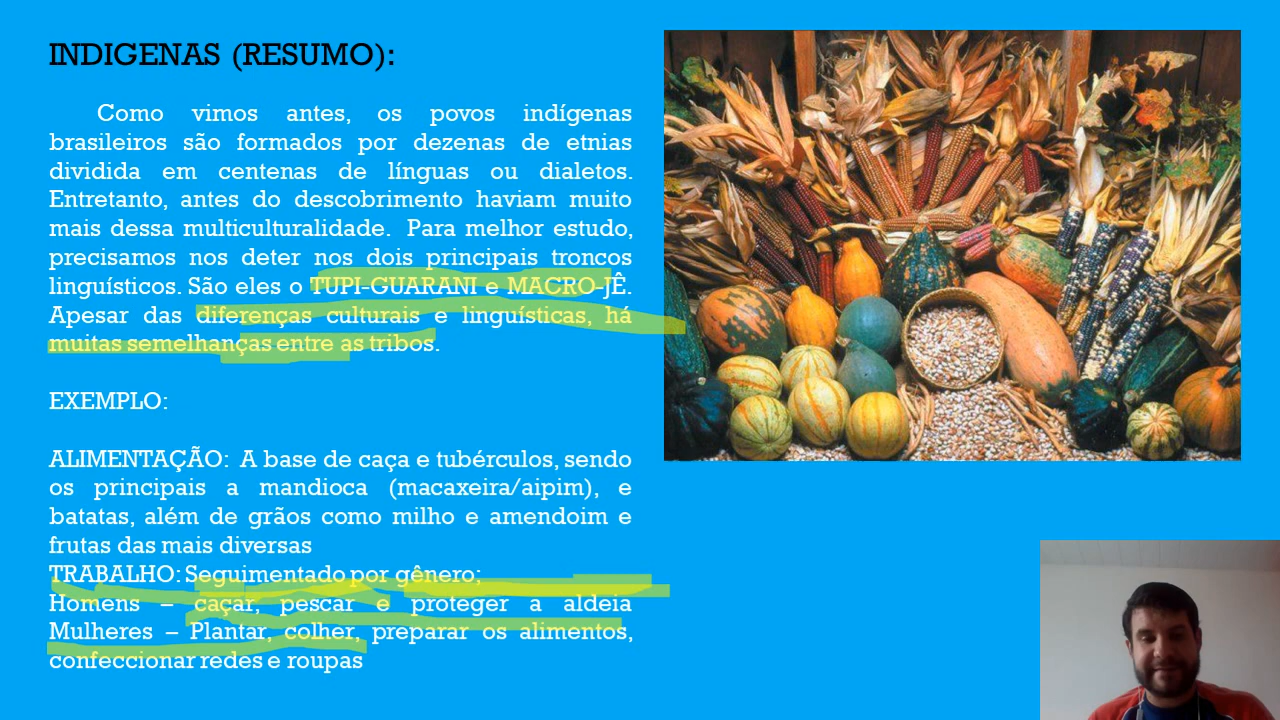 INDIGENAS (RESUMO):
Como vimos antes, os povos indígenas
brasileiros são formados por dezenas de etnias
dividida em centenas de línguas ou dialetos.
Entretanto, antes do descobrimento haviam muito
mais dessa multiculturalidade. Para melhor estudo,
precisamos nos deter nos dois principais troncos
linguísticos. São eles o TUPI-GUARANI e MACRO-JÊ.
Apesar das diferenças culturais e linguísticas, há
muitas semelhanças entre as tribos.
EXEMPLO:
ALIMENTAÇÃO: A base de caça e tubérculos, sendo
os principais a mandioca (macaxeira/aipim), e
batatas, além de grãos como milho e amendoim e
frutas das mais diversas
TRABALHO: Seguimentado por gênero;
Homens – caçar, pescar e proteger a aldeia
Mulheres – Plantar, colher, preparar os alimentos,
confeccionar redes e roupas